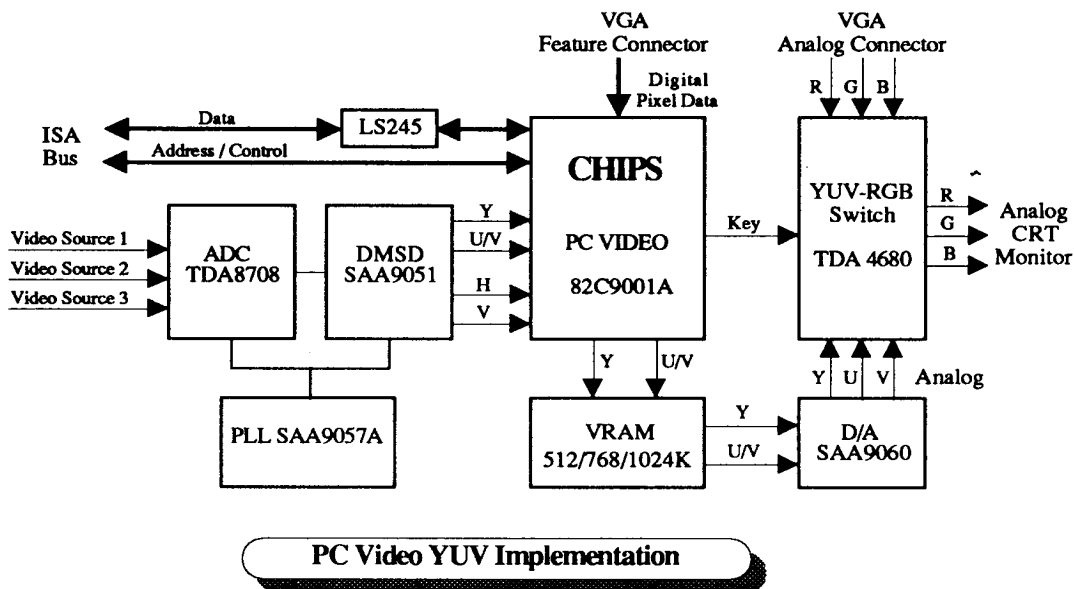 VGA
Feature Connector
VGA
Analog Connector
Digital
Pixel Data
R G B
ISA
Bus
Data
LS245
Address / Control
CHIPS
PC VIDEO
82C9001A
YUV-RGB
Switch
TDA 4680
Key
R
G
B
Analog
CRT
Monitor
Video Source 1
Video Source 2
Video Source 3
ADC
TDA8708
DMSD
SAA9051
Y
U/V
H
V
Y U/V
Y U V Analog
PLL SAA9057A
VRAM
512/768/1024K
Y
U/V
D/A
SAA9060
PC Video YUV Implementation